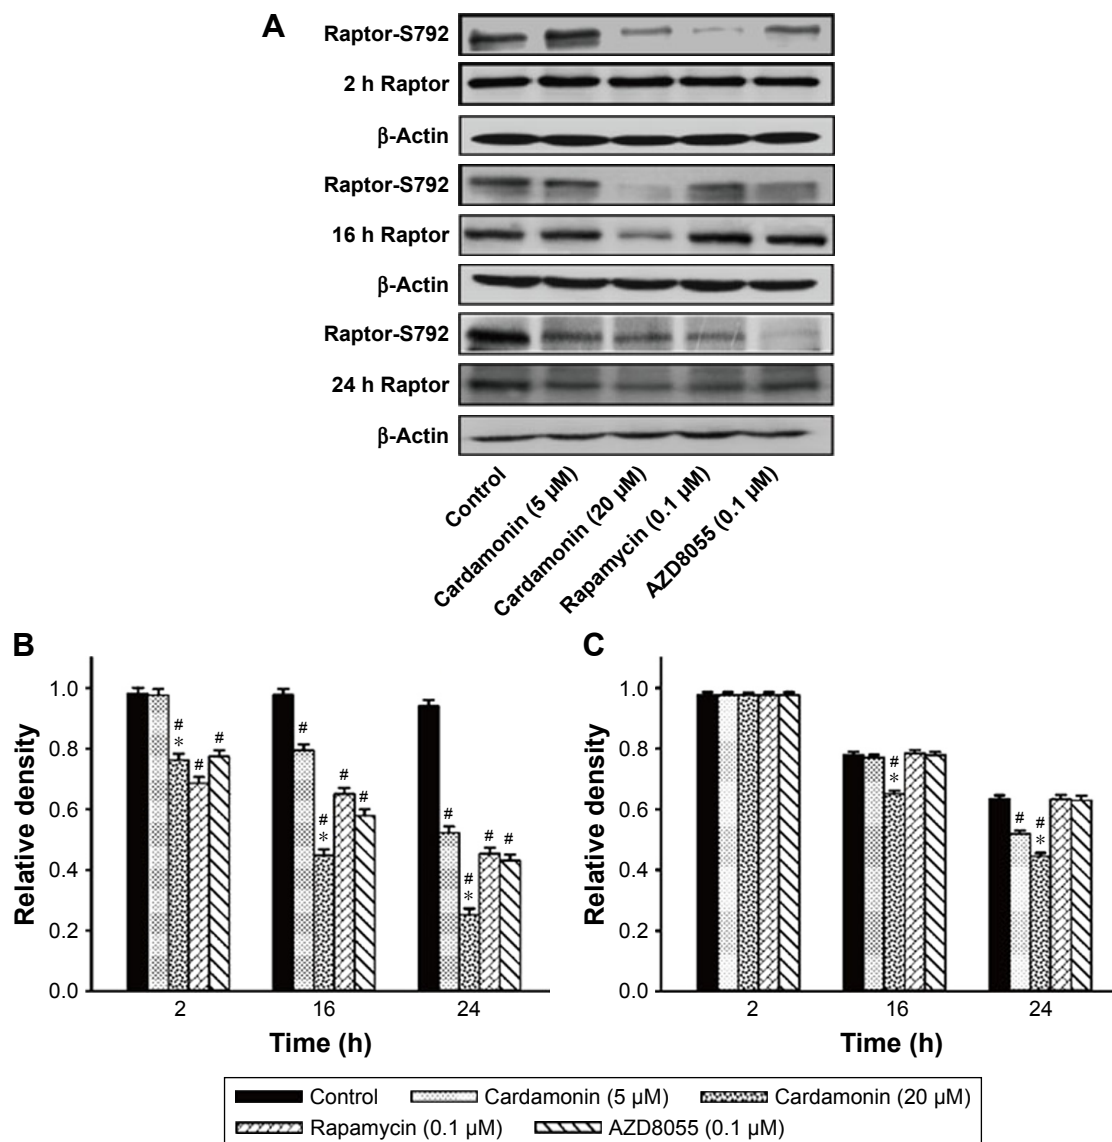 A
Raptor-S792
2 h Raptor
β-Actin
Raptor-S792
16 h Raptor
β-Actin
Raptor-S792
24 h Raptor
β-Actin
Control
Cardamonin (5 µM)
Cardamonin (20 µM)
Rapamycin (0.1 µM)
AZD8055 (0.1 µM)
B
Relative density
1.0
0.8
0.6
0.4
0.2
0.0
#
*
#
#
#
#
*
#
#
#
#
*
#
#
2
16
24
Time (h)
C
Relative density
1.0
0.8
0.6
0.4
0.2
0.0
#
*
#
#
*
2
16
24
Time (h)
Control
Cardamonin (5 µM)
Cardamonin (20 µM)
Rapamycin (0.1 µM)
AZD8055 (0.1 µM)